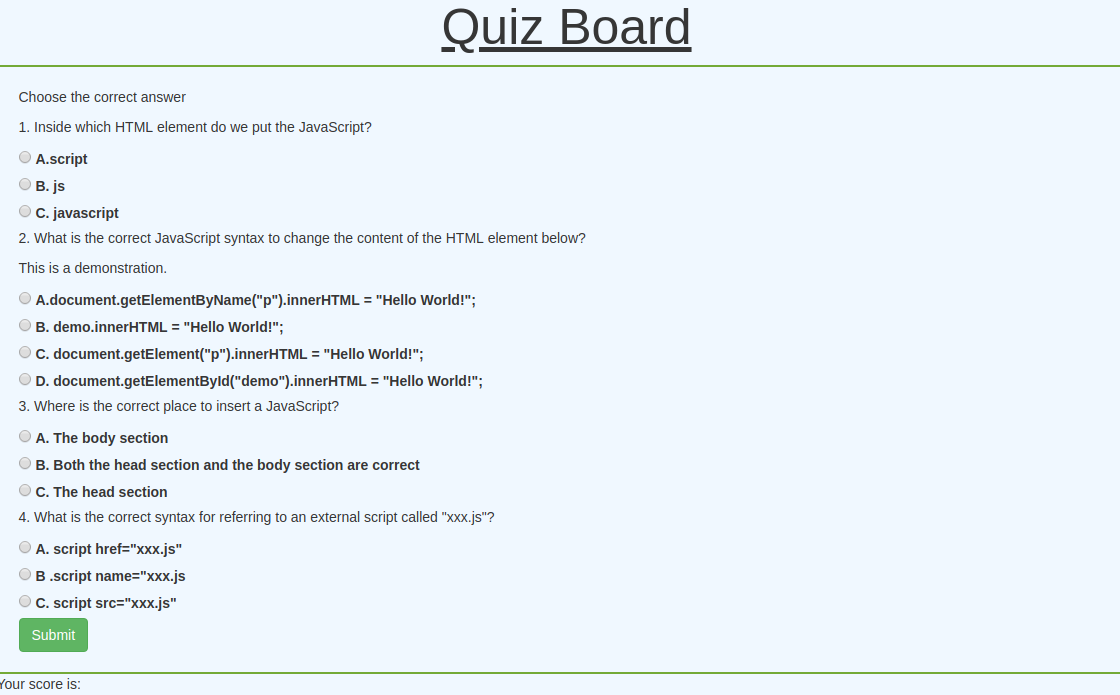 Quiz Board
Choose the correct answer
1. Inside which HTML element do we put the JavaScript?
A.script
B. js
C. javascript
2. What is the correct JavaScript syntax to change the content of the HTML element below?
This is a demonstration.
A.document.getElementByName("p").innerHTML = "Hello World!";
B. demo.innerHTML = "Hello World!";
C. document.getElement("p").innerHTML = "Hello World!";
D. document.getElementById("demo").innerHTML = "Hello World!";
3. Where is the correct place to insert a JavaScript?
A. The body section
B. Both the head section and the body section are correct
C. The head section
4. What is the correct syntax for referring to an external script called "xxx.js"?
A. script href="xxx.js"
B .script name="xxx.js
C. script src="xxx.js"
Submit
Your score is: